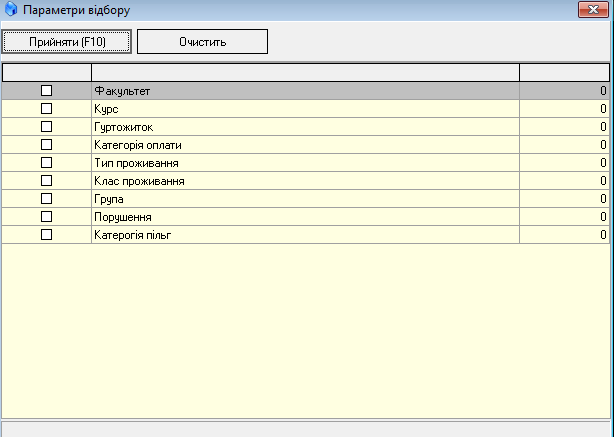 Параметри відбору
Прийняти (F10) Очистить
Факультет 0
Курс 0
Гуртожиток 0
Категорія оплати 0
Тип проживання 0
Клас проживання 0
Група 0
Порушення 0
Катерогія пільг 0